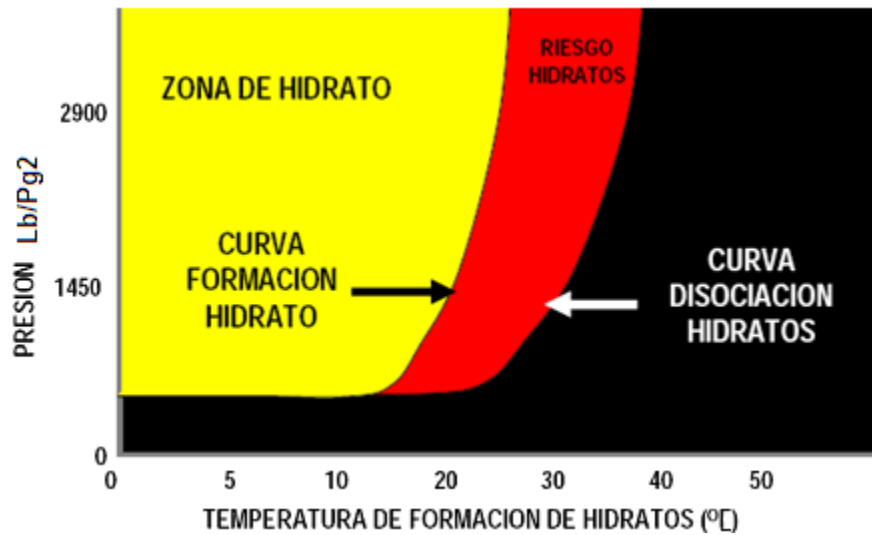 RIESGO
HIDRATOS
ZONA DE HIDRATO
2900
CURVA
FORMACION
HIDRATO
CURVA
DISOCIACION
HIDRATOS
1450
PRESION Lb/Pg2
0
0 5 10 20 30 40 50
TEMPERATURA DE FORMACION DE HIDRATOS (ºC)